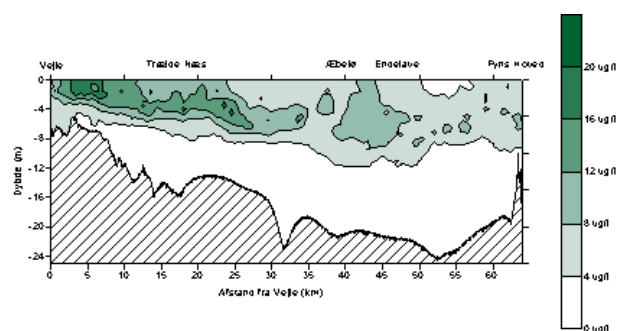 Vejle Trælde Næs Æbelø Endelave Fyns Hoved
0
-4
-8
-12
-16
-20
-24
Dybde (m)
0 5 10 15 20 25 30 35 40 45 50 55 60
Afstand fra Vejle (km)
20 ug/l
16 ug/l
12 ug/l
8 ug/l
4 ug/l
0 ug/l